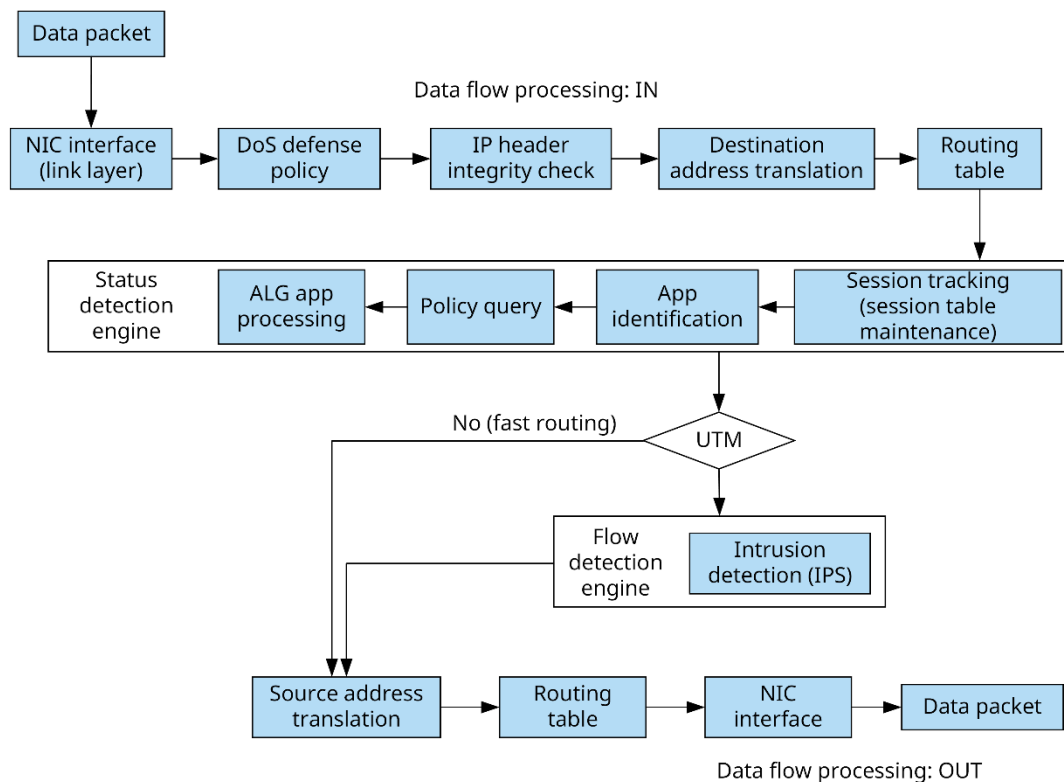 Data packet
Data flow processing: IN
NIC interface
(link layer)
DoS defense
policy
IP header
integrity check
Destination
address translation
Routing
table
Status
detection
engine
ALG app
processing
Policy query
App
identification
Session tracking
(session table
maintenance)
No (fast routing)
UTM
Flow
detection
engine
Intrusion
detection (IPS)
Source address
translation
Routing
table
NIC
interface
Data packet
Data flow processing: OUT